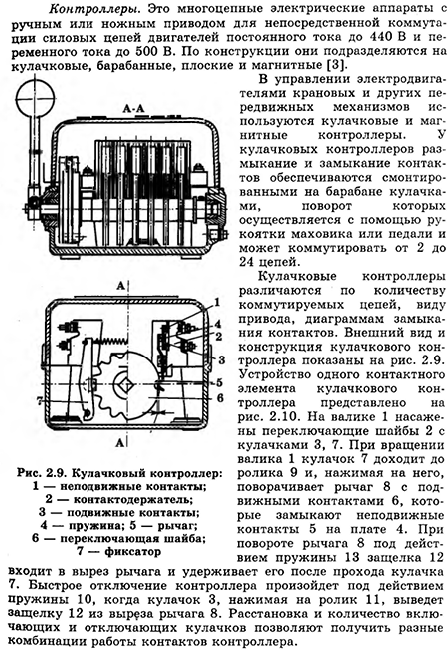 Контроллеры. Это многоцепные электрические аппараты с
ручным или ножным приводом для непосредственной коммута-
ции силовых цепей двигателей постоянного тока до 440 В и пе-
ременного тока до 500 В. По конструкции они подразделяются на
кулачковые, барабанные, плоские и магнитные [3].
А-А
А
1
4
2
3
5
6
7
А
Рис. 2.9. Кулачковый контроллер:
1 — неподвижные контакты;
2 — контактодержатель;
3 — подвижные контакты;
4 — пружина; 5 — рычаг;
6 — переключающая шайба;
7 — фиксатор
В управлении электродвига-
телями крановых и других пе-
редвижных механизмов ис-
пользуются кулачковые и маг-
нитные контроллеры. У
кулачковых контроллеров раз-
мыкание и замыкание контак-
тов обеспечиваются смонтиро-
ванными на барабане кулачка-
ми, поворот которых
осуществляется с помощью ру-
коятки маховика или педали и
может коммутировать от 2 до
24 цепей.
Кулачковые контроллеры
различаются по количеству
коммутируемых цепей, виду
привода, диаграммам замыка-
ния контактов. Внешний вид и
конструкция кулачкового кон-
троллера показаны на рис. 2.9.
Устройство одного контактного
элемента кулачкового кон-
троллера представлено на
рис. 2.10. На валике 1 насаже-
ны переключающие шайбы 2 с
кулачками 3, 7. При вращении
валика 1 кулачок 7 доходит до
ролика 9 и, нажимая на него,
поворачивает рычаг 8 с под-
вижными контактами 6, кото-
рые замыкают неподвижные
контакты 5 на плате 4. При
повороте рычага 8 под дейст-
вием пружины 13 защелка 12
входит в вырез рычага и удерживает его после прохода кулачка
7. Быстрое отключение контроллера произойдет под действием
пружины 10, когда кулачок 3, нажимая на ролик 11, выведет
защелку 12 из выреза рычага 8. Расстановка и количество вклю-
чающих и отключающих кулачков позволяют получить разные
комбинации работы контактов контроллера.